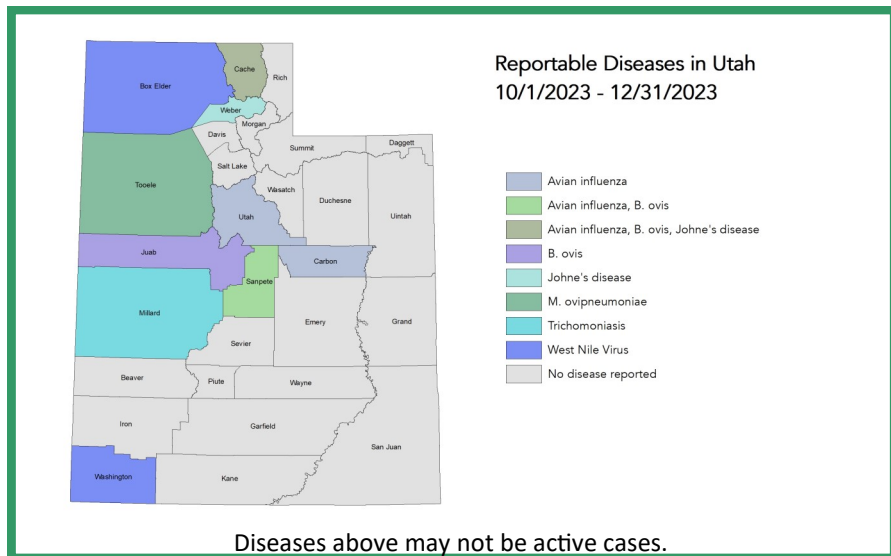 Reportable Diseases in Utah
10/1/2023 - 12/31/2023
Cache
Rich
Box Elder
Weber
Morgan
Davis
Summit
Daggett
Salt Lake
Tooele
Wasatch
Duchesne
Uintah
Utah
Juab
Carbon
Sanpete
Millard
Emery
Grand
Sevier
Beaver
Piute
Wayne
Iron
Garfield
San Juan
Washington
Kane
Avian influenza
Avian influenza, B. ovis
Avian influenza, B. ovis, Johne's disease
B. ovis
Johne's disease
M. ovipneumoniae
Trichomoniasis
West Nile Virus
No disease reported
Diseases above may not be active cases.